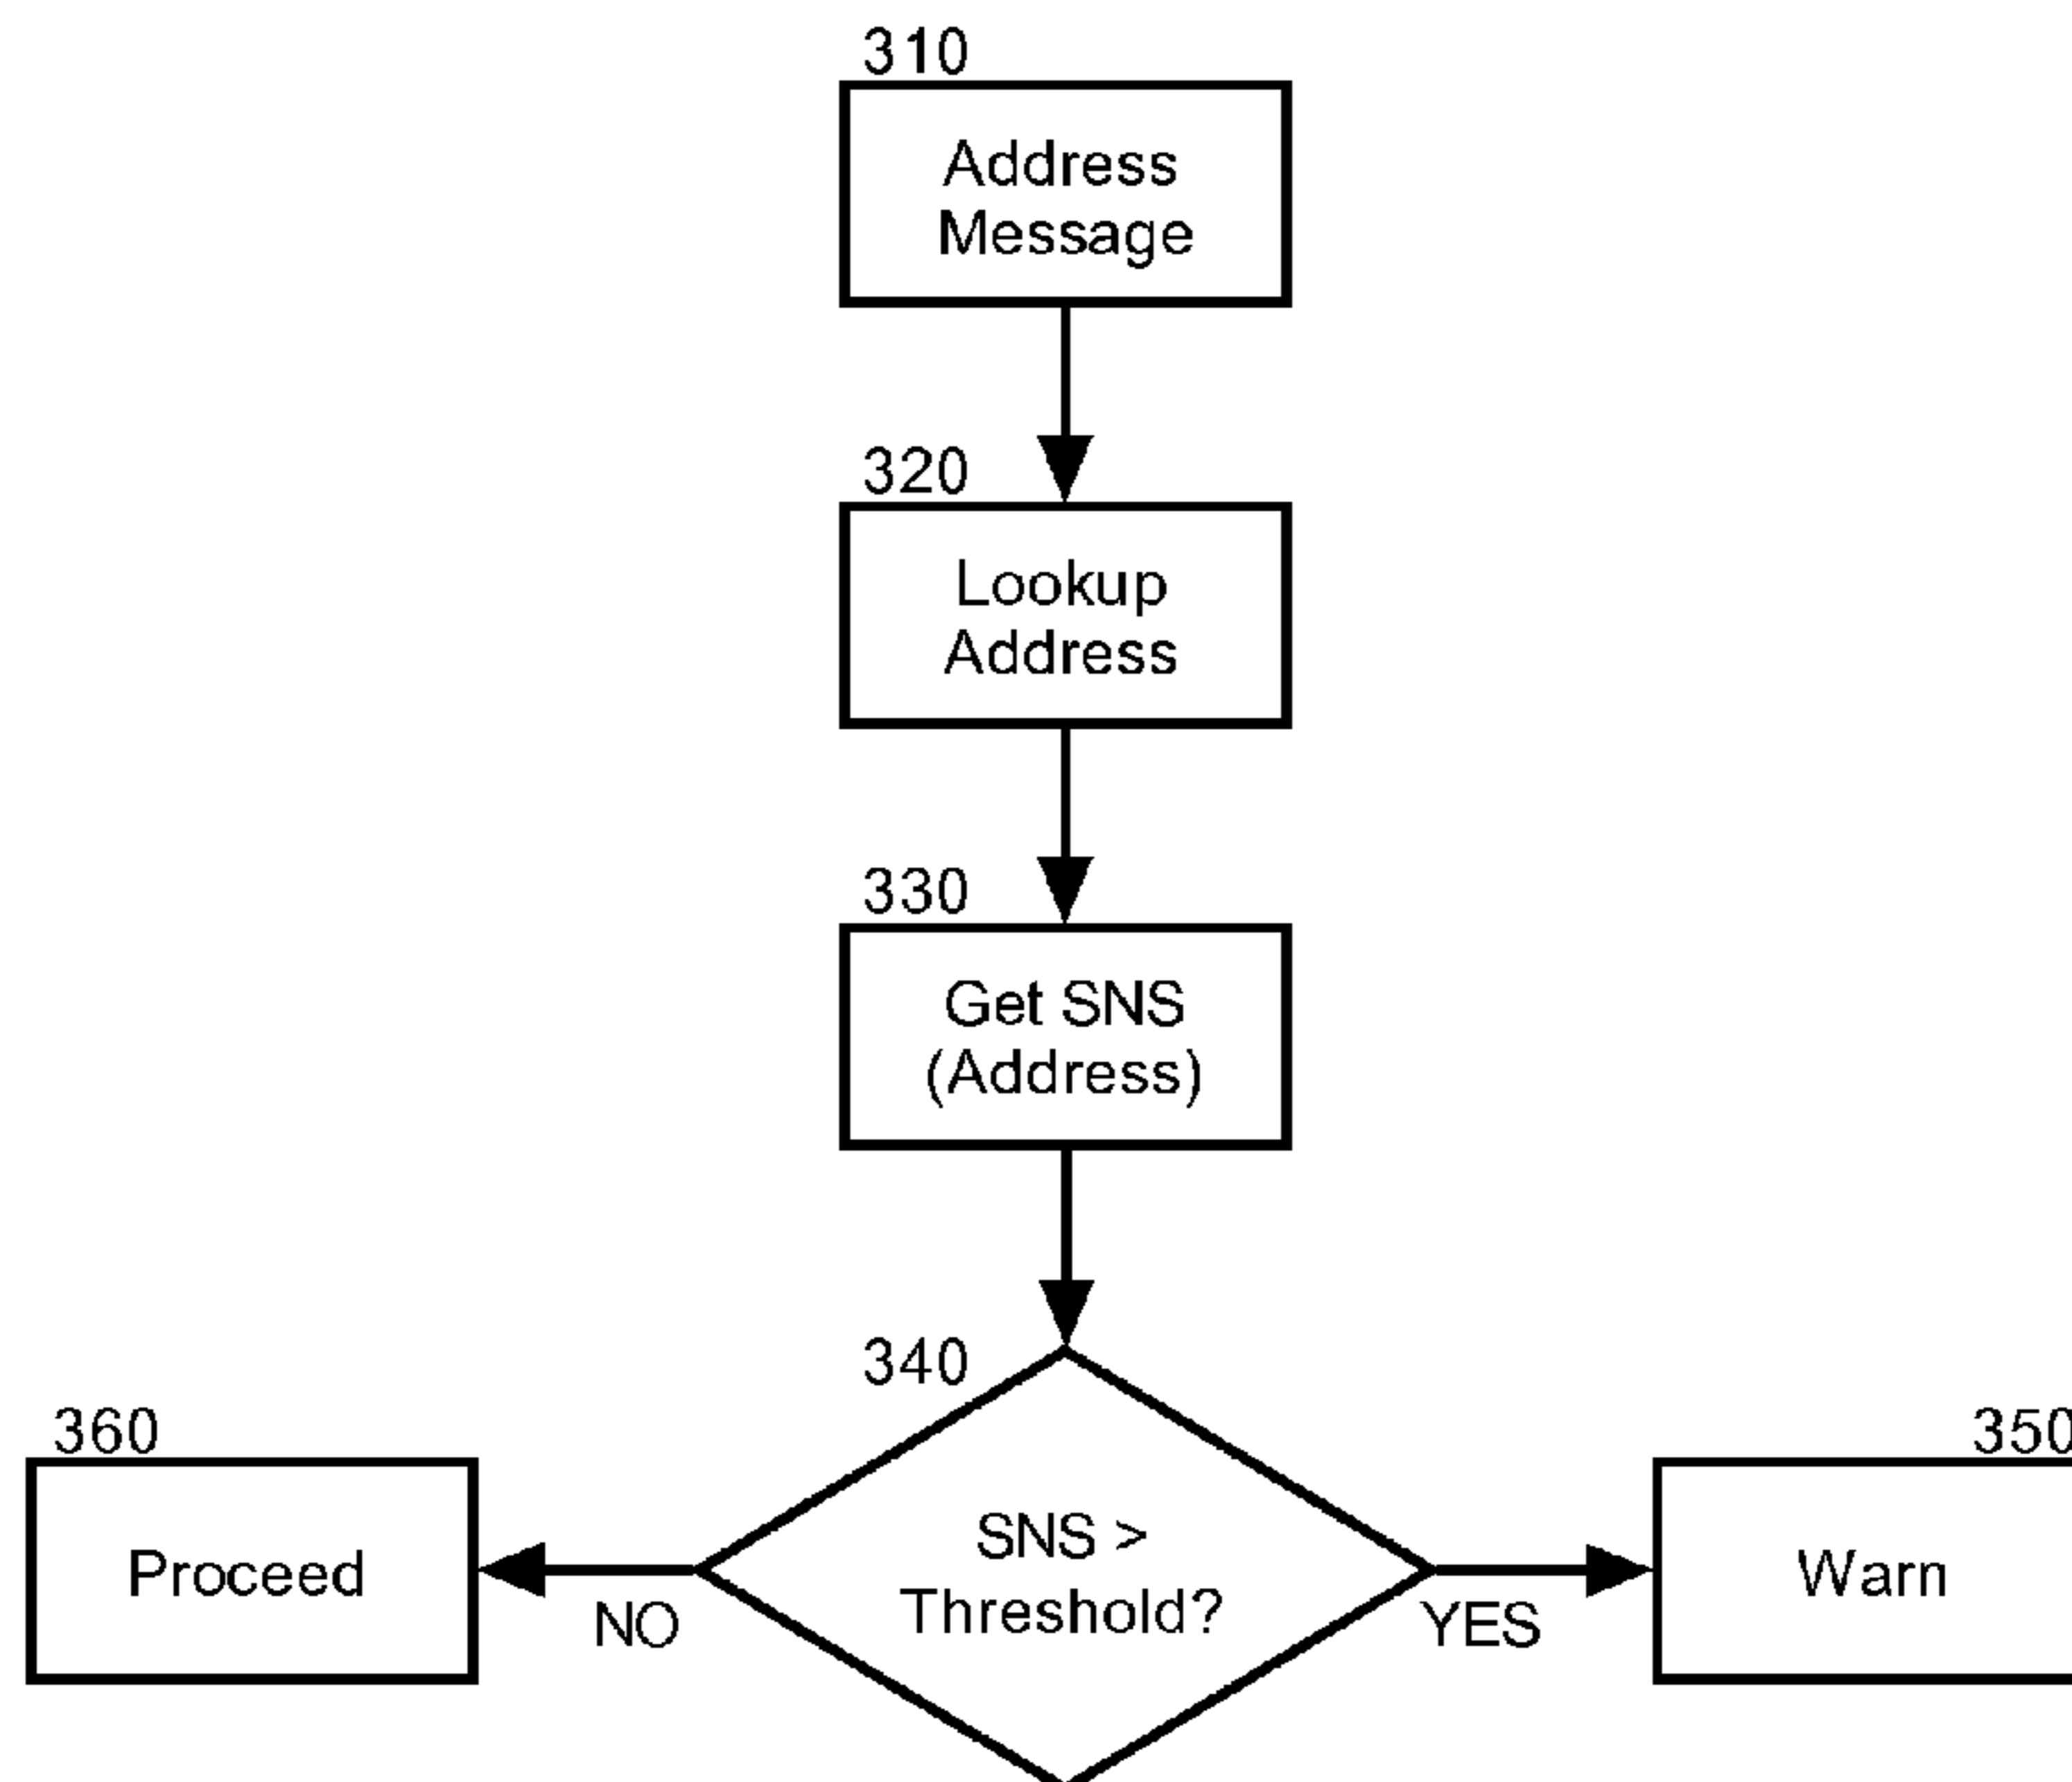 310
Address
Message
320
Lookup
Address
330
Get SNS
(Address)
340
360
350
SNS >
Threshold?
Proceed
Warn
NO
YES